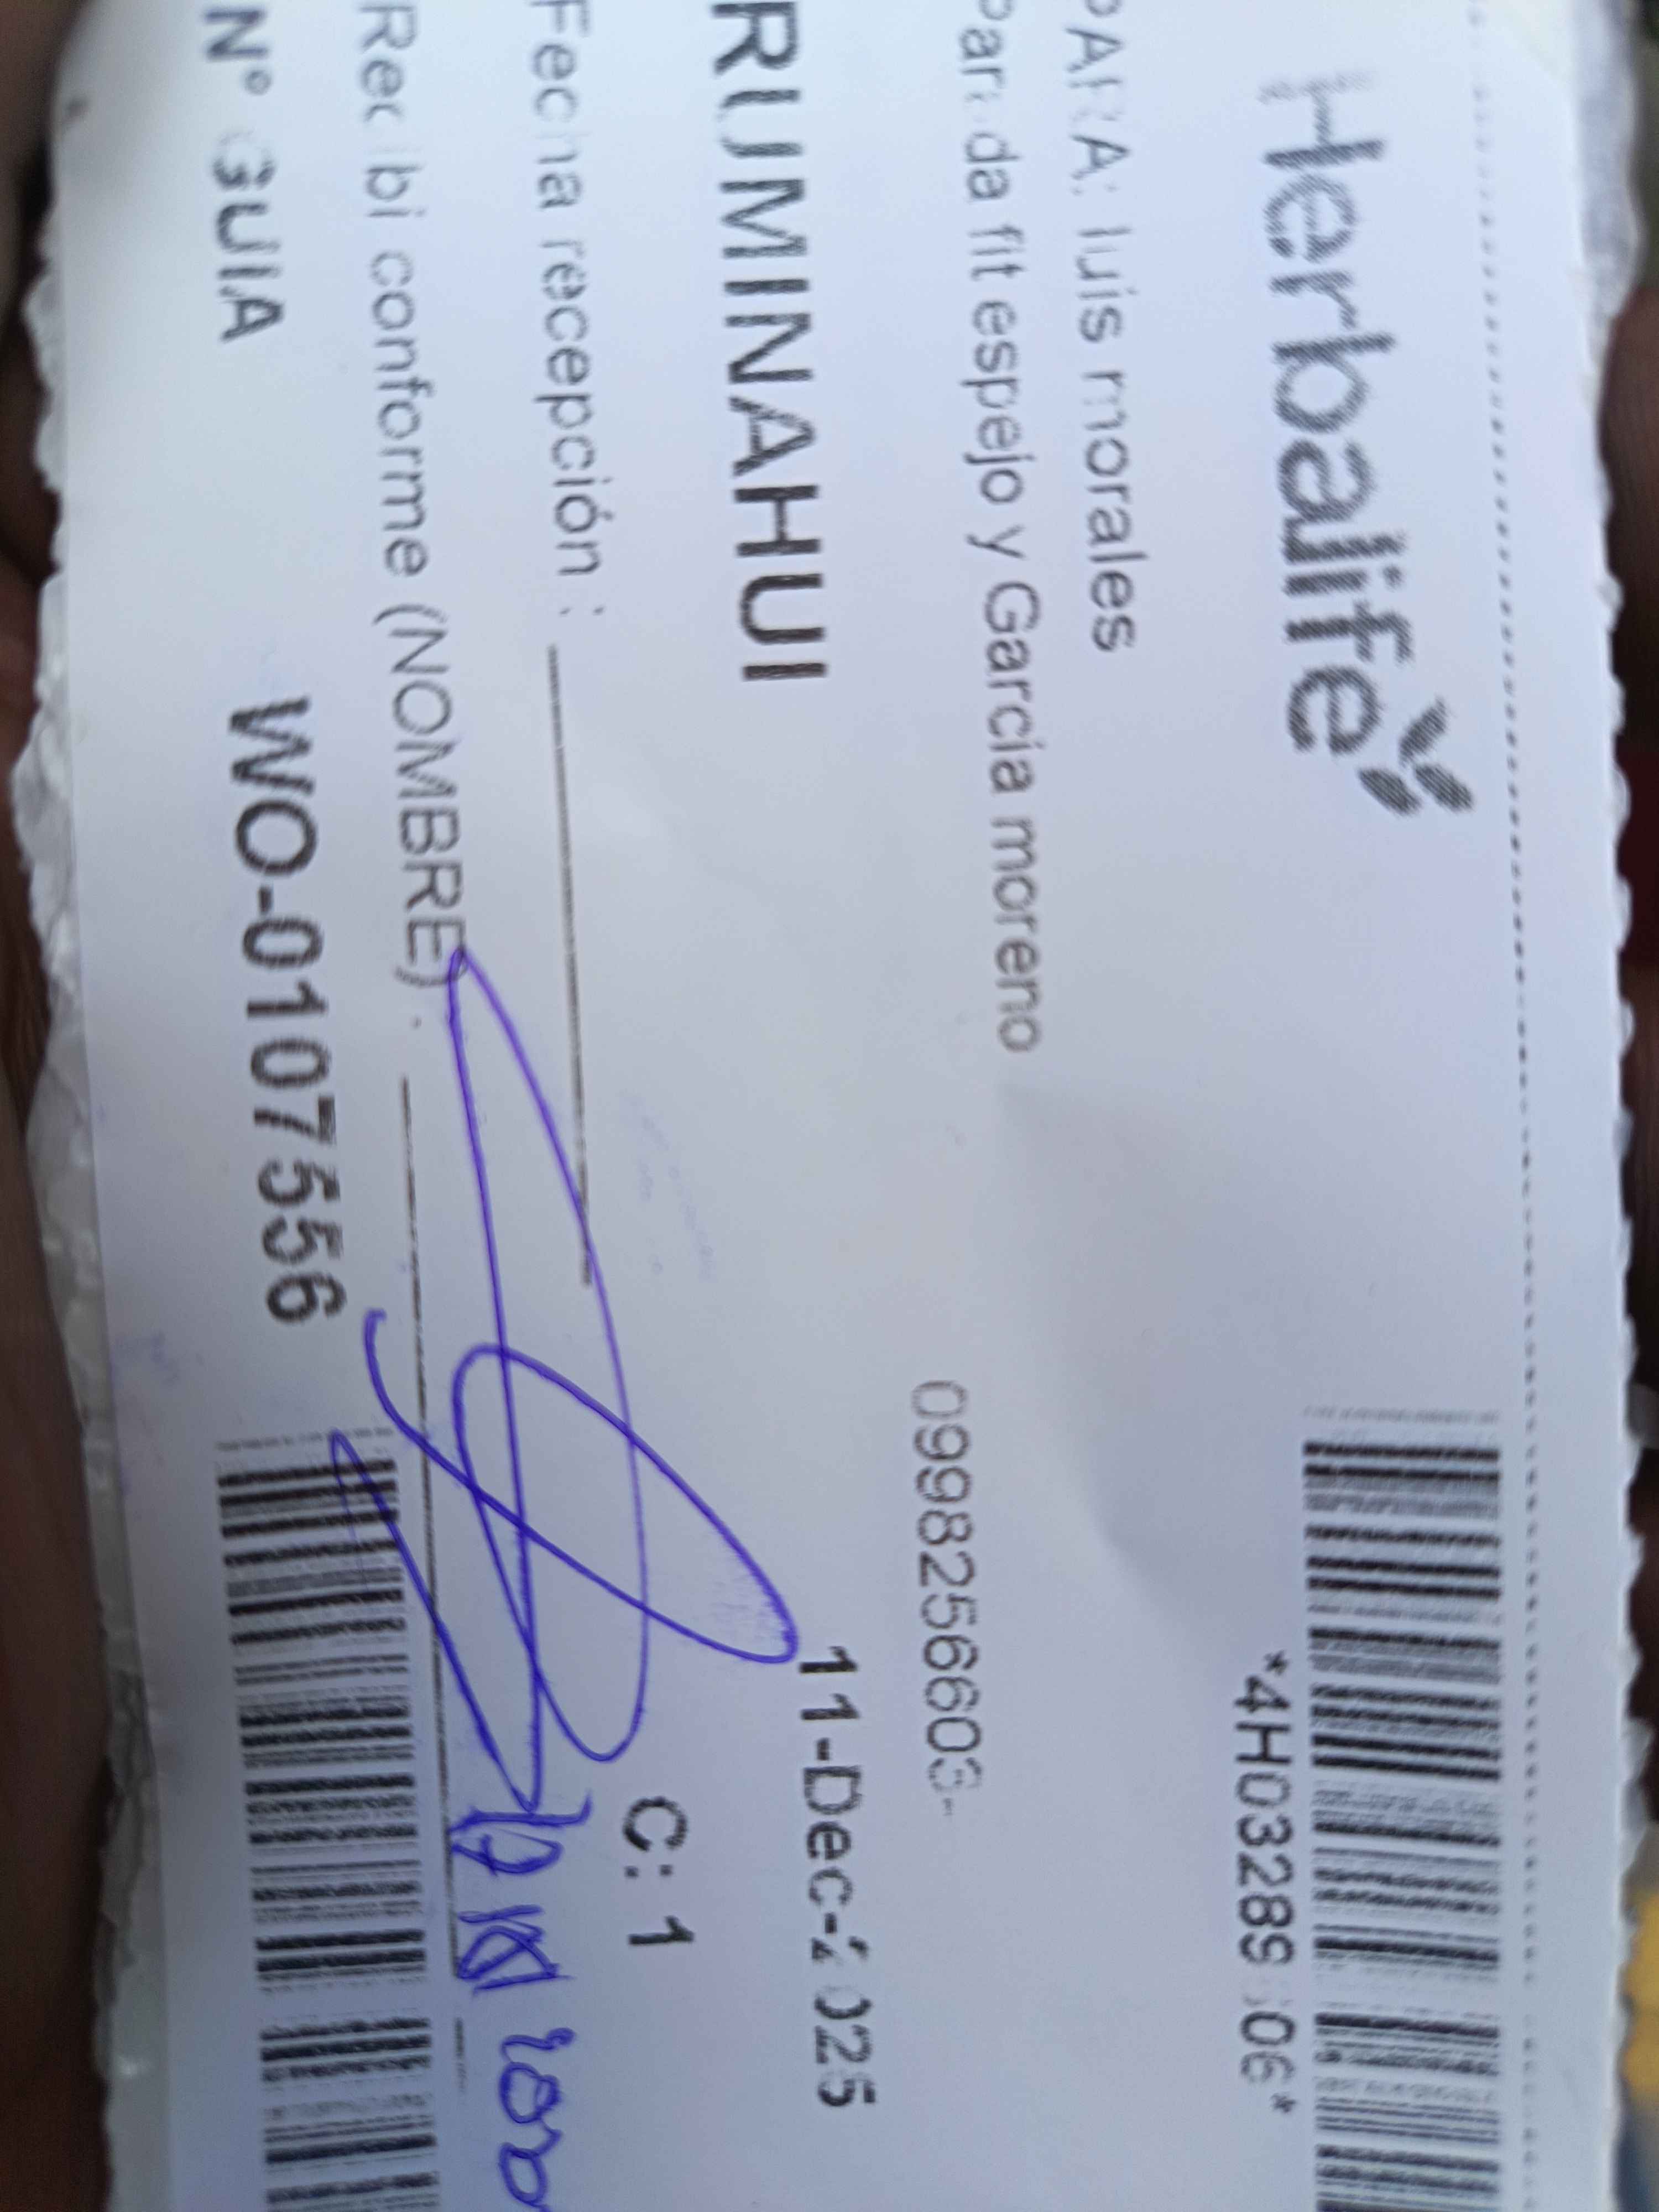 Herbalife
*4H03289 06*
PARA: luis morales
Parada fit espejo y García moreno
0998256603-
RUMINAHUI
11-Dec-2025
Fecha recepción :
C: 1
Recibi conforme (NOMBRE) :
N° GUIA
WO-0107556